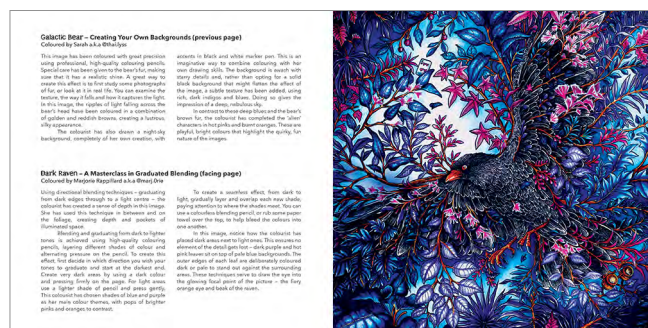 Galactic Bear – Creating Your Own Backgrounds (previous page)
Coloured by Sarah a.k.a @thailyss
This image has been coloured with great precision
using professional, high-quality colouring pencils.
Special care has been given to the bear's fur, making
sure that it has a realistic shine. A great way to
create this effect is to first study some photographs
of fur, or look at it in real life. You can examine the
texture, the way it falls and how it captures the light.
In this image, the ripples of light falling across the
bear's head have been coloured in a combination
of golden and reddish browns, creating a lustrous,
silky appearance.
The colourist has also drawn a night-sky
background, completely of her own creation, with
accents in black and white marker pen. This is an
imaginative way to combine colouring with her
own drawing skills. The background is awash with
starry details and, rather than opting for a solid
black background that might flatten the effect of
the image, a subtle texture has been added, using
rich, dark indigos and blues. Doing so gives the
impression of a deep, nebulous sky.
In contrast to these deep blues and the bear's
brown fur, the colourist has completed the 'alien'
characters in hot pinks and burnt oranges. These are
playful, bright colours that highlight the quirky, fun
nature of the images.
Dark Raven – A Masterclass in Graduated Blending (facing page)
Coloured by Marjorie Rappillard a.k.a @marj.0rie
Using directional blending techniques – graduating
from dark edges through to a light centre – the
colourist has created a sense of depth in this image.
She has used this technique in between and on
the foliage, creating depth and pockets of
illuminated space.
Blending and graduating from dark to lighter
tones is achieved using high-quality colouring
pencils, layering different shades of colour and
alternating pressure on the pencil. To create this
effect, first decide in which direction you wish your
tones to graduate and start at the darkest end.
Create very dark areas by using a dark colour
and pressing firmly on the page. For light areas
use a lighter shade of pencil and press gently.
This colourist has chosen shades of blue and purple
as her main colour themes, with pops of brighter
pinks and oranges to contrast.
To create a seamless effect, from dark to
light, gradually layer and overlap each new shade,
paying attention to where the shades meet. You can
use a colourless blending pencil, or rub some paper
towel over the top, to help bleed the colours into
one another.
In this image, notice how the colourist has
placed dark areas next to light ones. This ensures no
element of the detail gets lost – dark purple and hot
pink leaves sit on top of pale blue backgrounds. The
outer edges of each leaf are deliberately coloured
dark or pale to stand out against the surrounding
areas. These techniques serve to draw the eye into
the glowing focal point of the picture – the fiery
orange eye and beak of the raven.